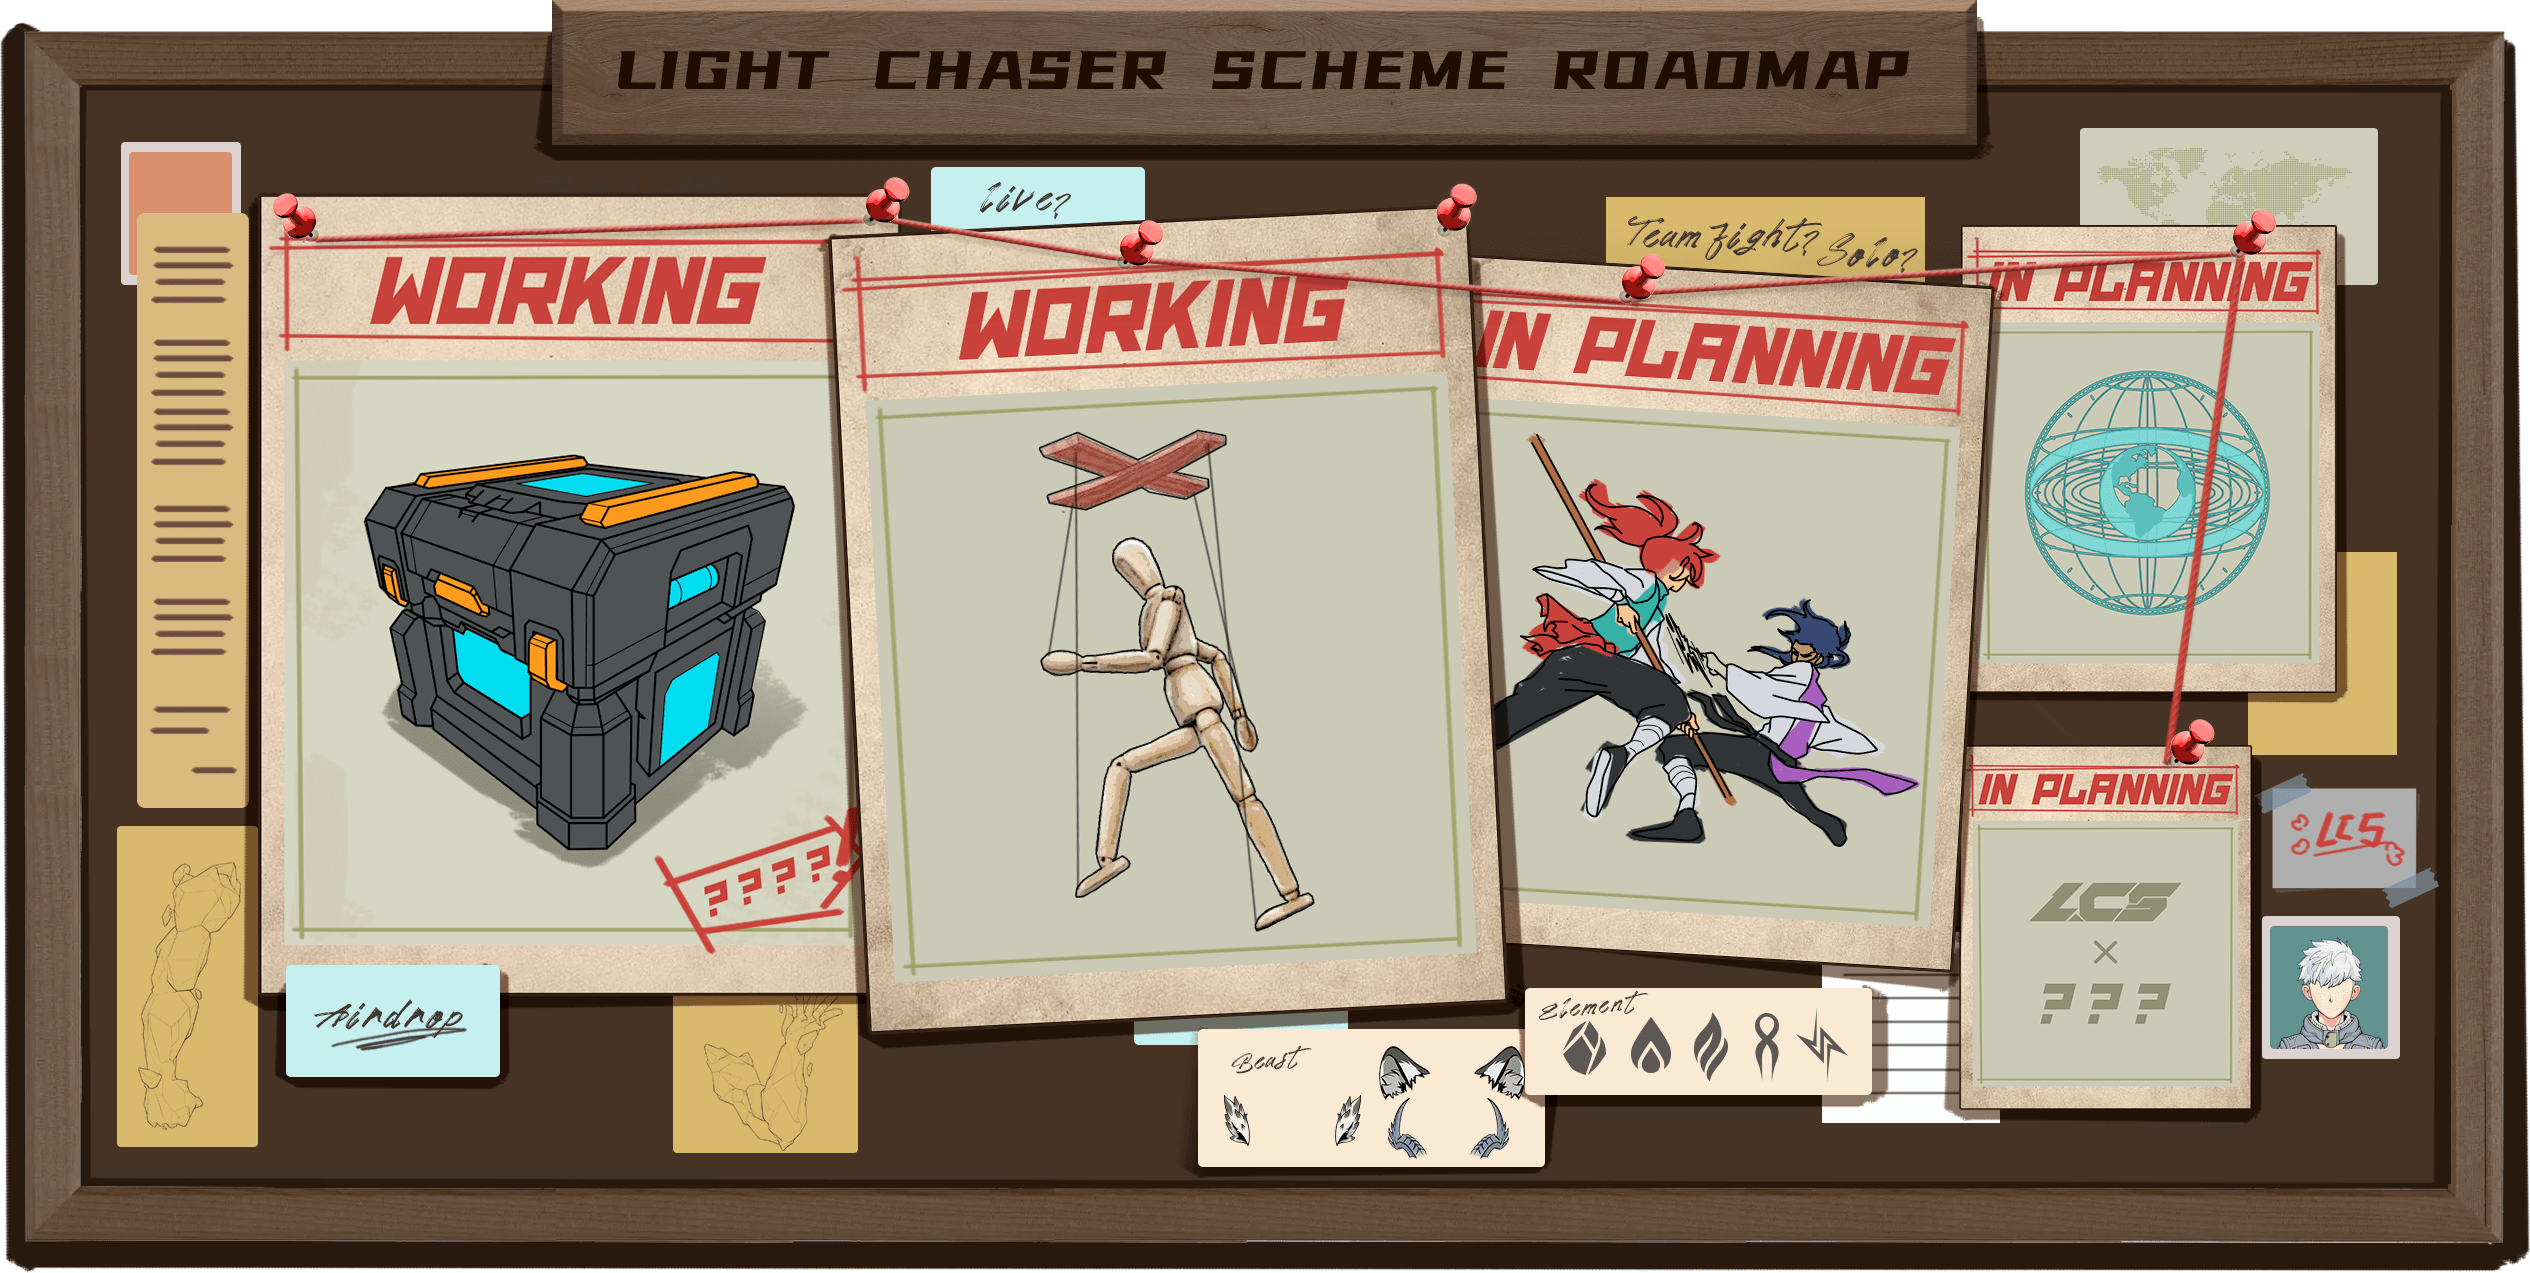 LIGHT CHASER SCHEME ROADMAP
WORKING
????
Airdrop
live?
WORKING
Team fight? Solo?
IN PLANNING
IN PLANNING
IN PLANNING
LCS
×
???
LCS
Beast
Element